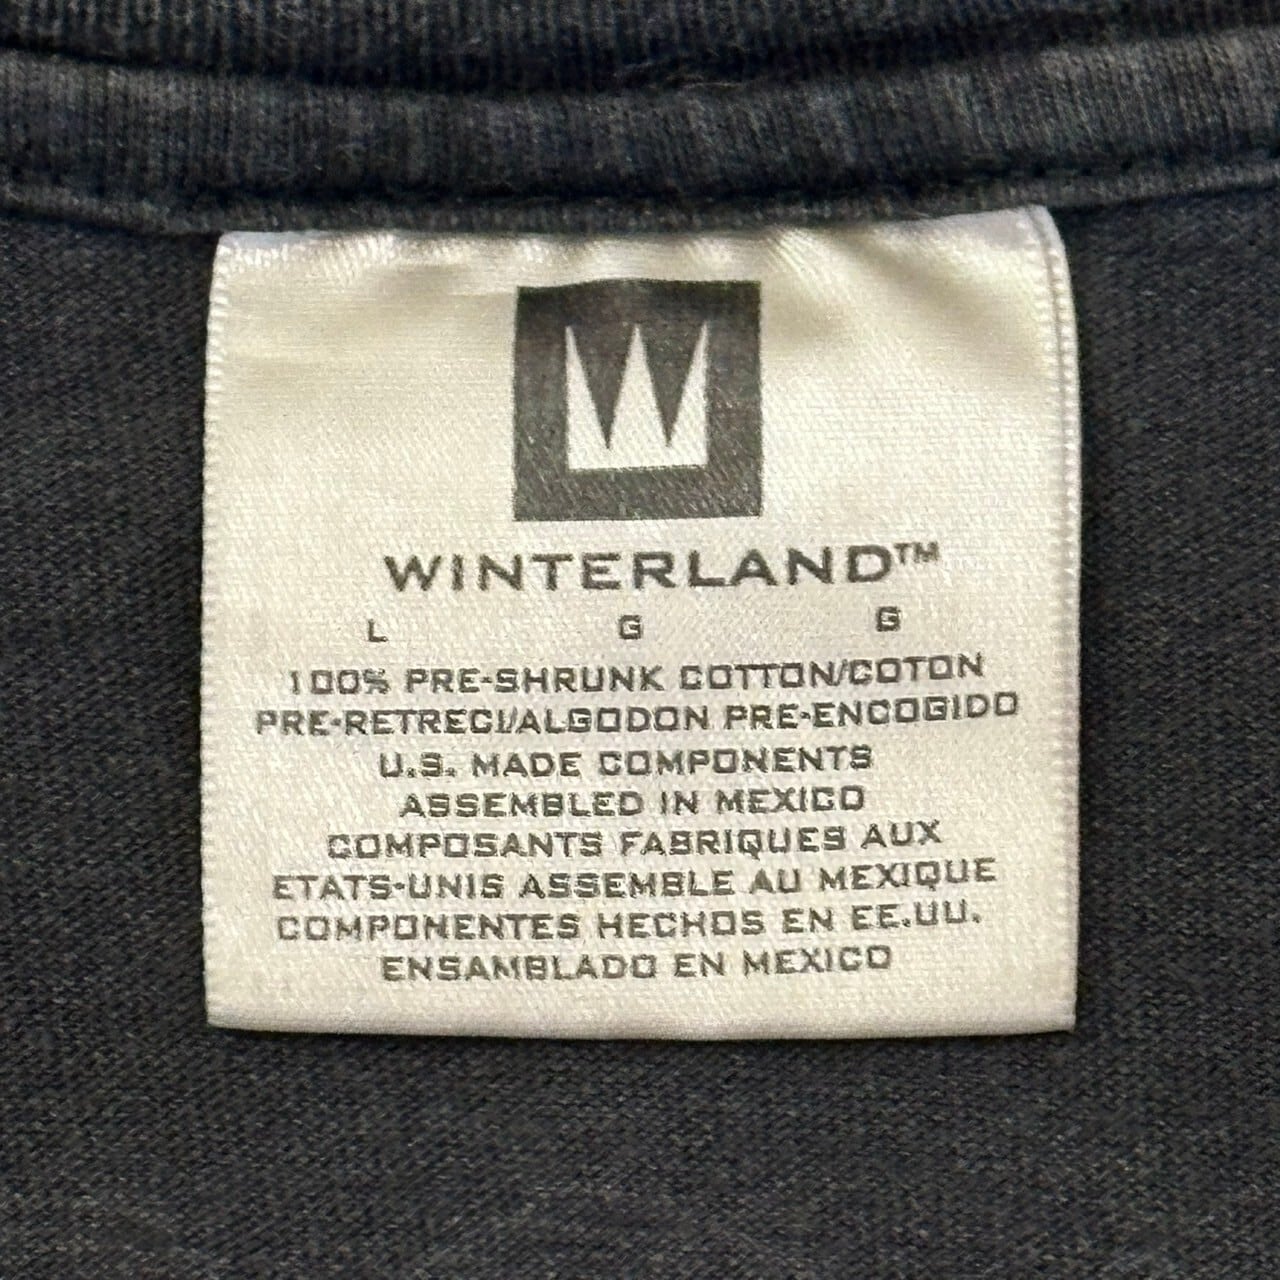 W
WINTERLAND™
L G G
100% PRE-SHRUNK COTTON/COTON
PRE-RETRECI/ALGODON PRE-ENCOGIDO
U.S. MADE COMPONENTS
ASSEMBLED IN MEXICO
COMPOSANTS FABRIQUES AUX
ETATS-UNIS ASSEMBLE AU MEXIQUE
COMPONENTES HECHOS EN EE.UU.
ENSAMBLADO EN MEXICO